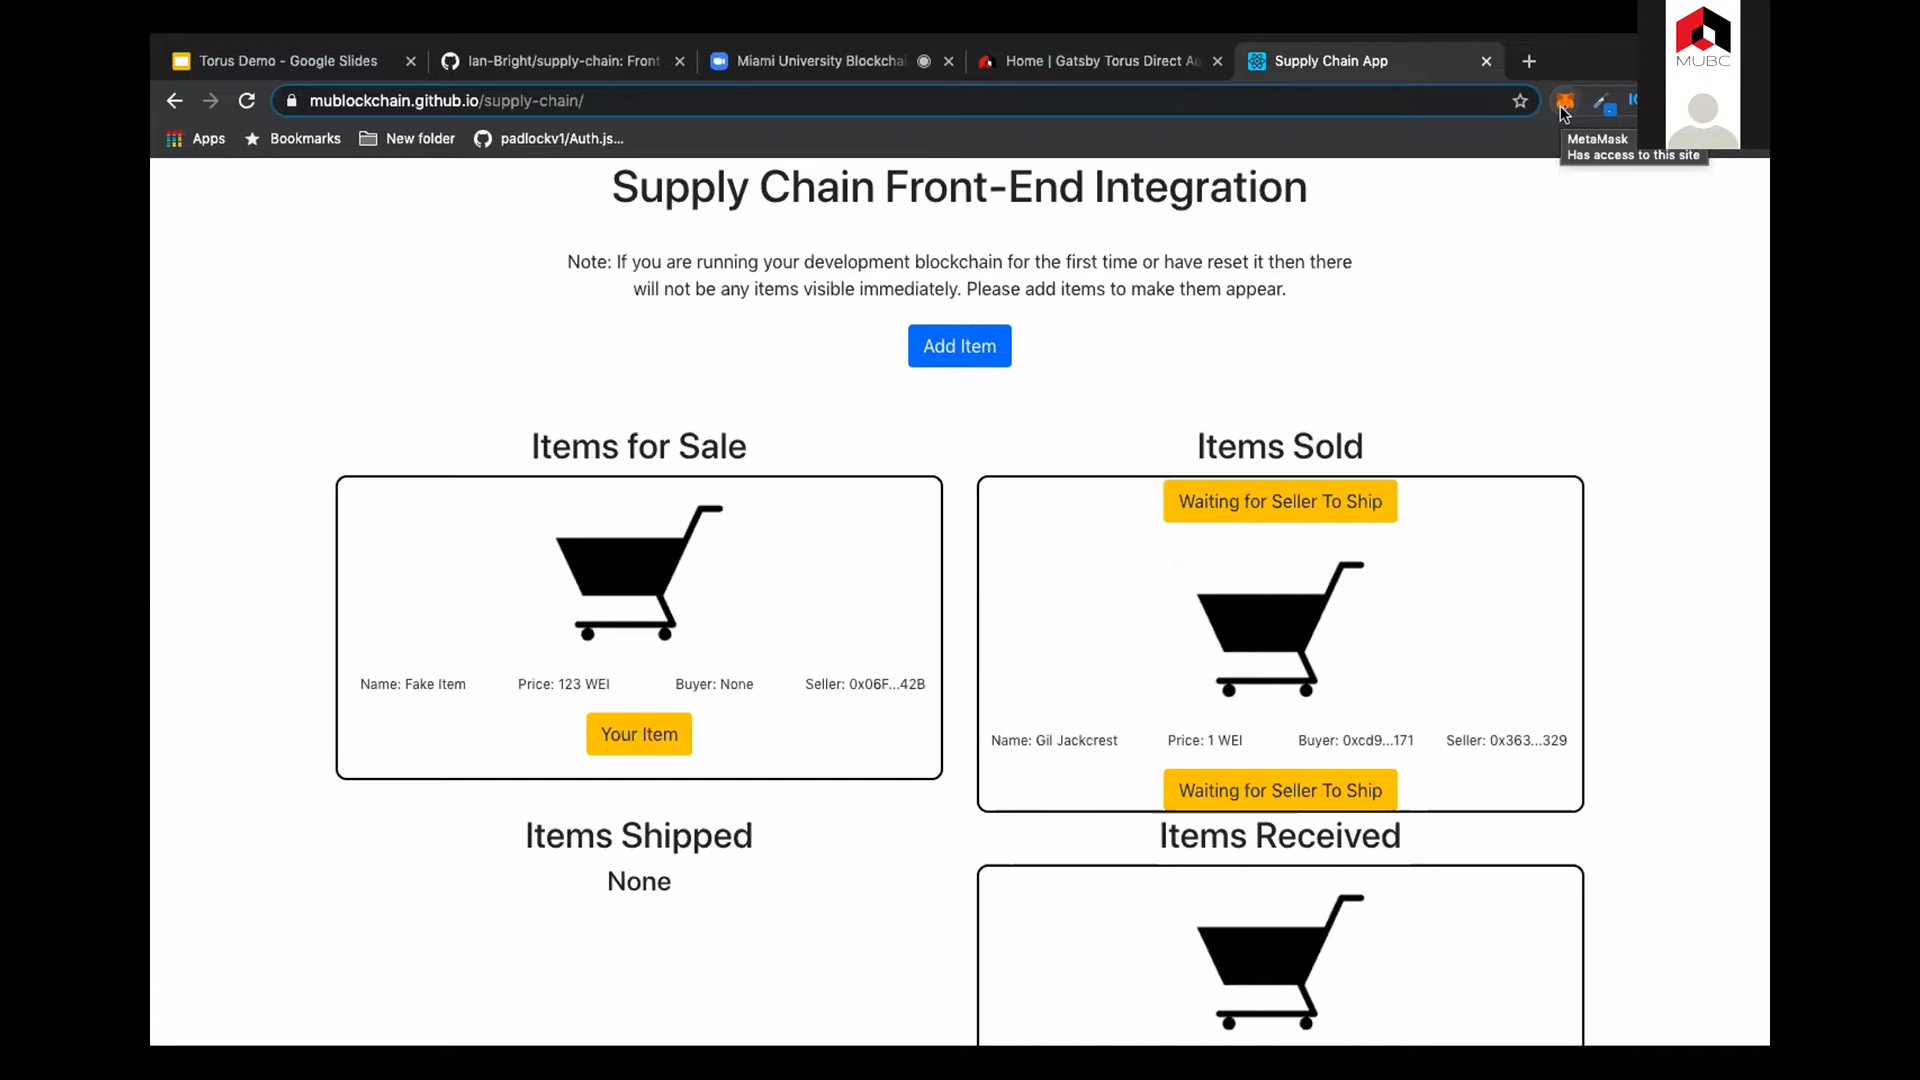 Torus Demo - Google Slides
Ian-Bright/supply-chain: Front
Miami University Blockcha
Home | Gatsby Torus Direct Au
Supply Chain App
MUBC
mublockchain.github.io/supply-chain/
Apps
Bookmarks
New folder
padlockv1/Auth.js...
MetaMask
Has access to this site
Supply Chain Front-End Integration
Note: If you are running your development blockchain for the first time or have reset it then there
will not be any items visible immediately. Please add items to make them appear.
Add Item
Items for Sale
Name: Fake Item
Price: 123 WEI
Buyer: None
Seller: 0x06F...42B
Your Item
Items Sold
Waiting for Seller To Ship
Name: Gil Jackcrest
Price: 1 WEI
Buyer: 0xcd9...171
Seller: 0x363...329
Waiting for Seller To Ship
Items Shipped
None
Items Received